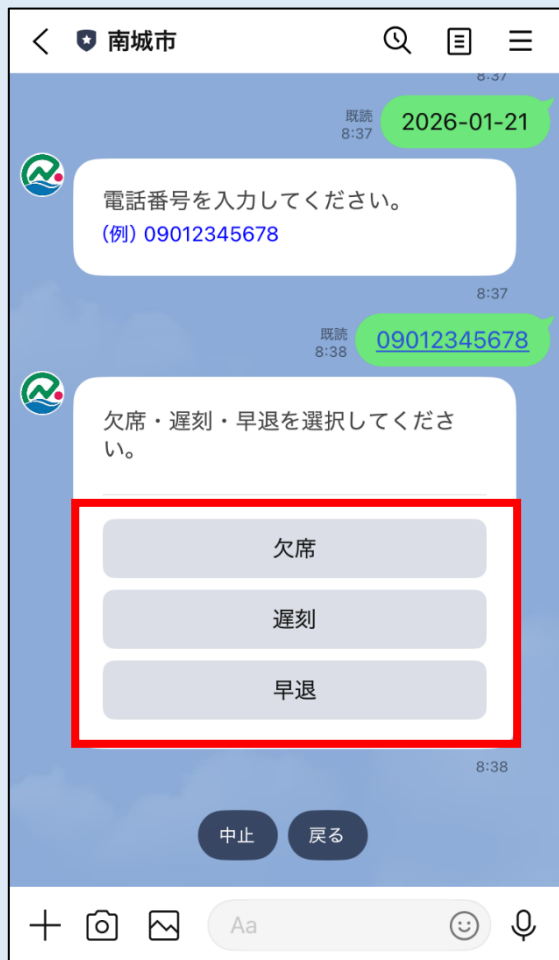 南城市
8:37
既読
8:37
2026-01-21
電話番号を入力してください。
(例) 09012345678
8:37
既読
8:38
09012345678
欠席・遅刻・早退を選択してくださ
い。
欠席
遅刻
早退
8:38
中止
戻る
Aa